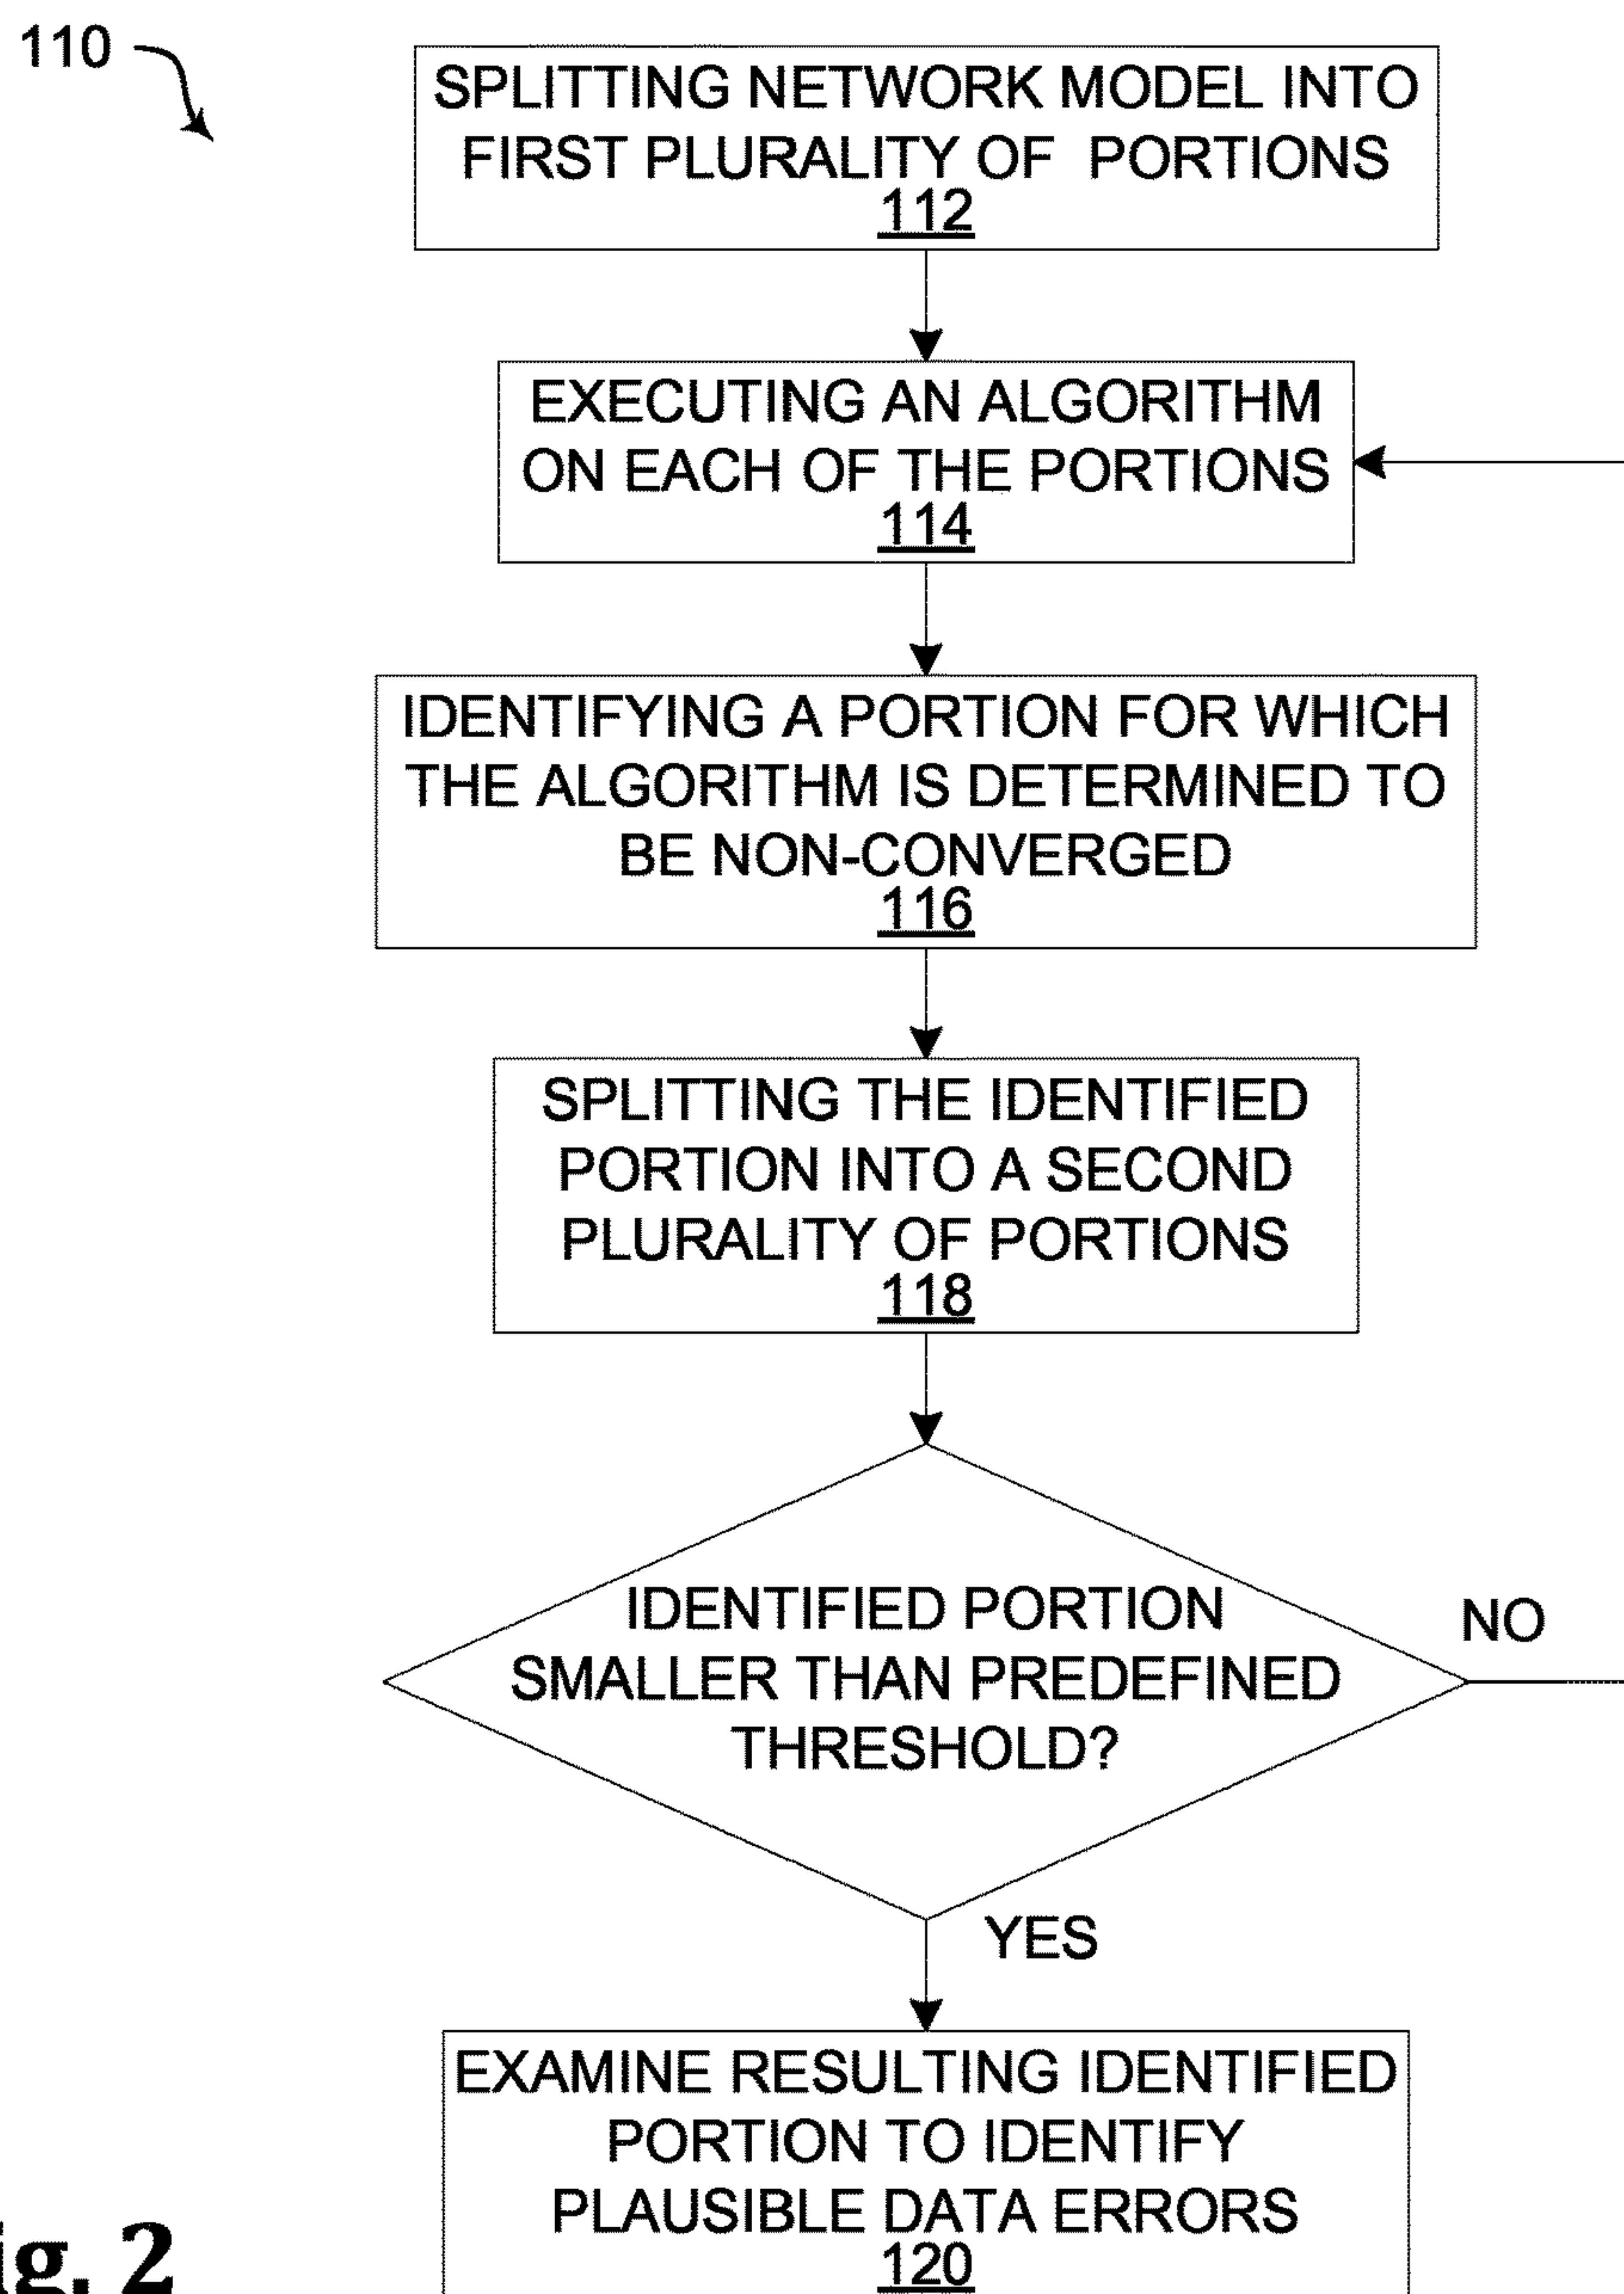 110
SPLITTING NETWORK MODEL INTO
FIRST PLURALITY OF PORTIONS
112
EXECUTING AN ALGORITHM
ON EACH OF THE PORTIONS
114
IDENTIFYING A PORTION FOR WHICH
THE ALGORITHM IS DETERMINED TO
BE NON-CONVERGED
116
SPLITTING THE IDENTIFIED
PORTION INTO A SECOND
PLURALITY OF PORTIONS
118
IDENTIFIED PORTION
SMALLER THAN PREDEFINED
THRESHOLD?
NO
YES
EXAMINE RESULTING IDENTIFIED
PORTION TO IDENTIFY
PLAUSIBLE DATA ERRORS
120
ig. 2